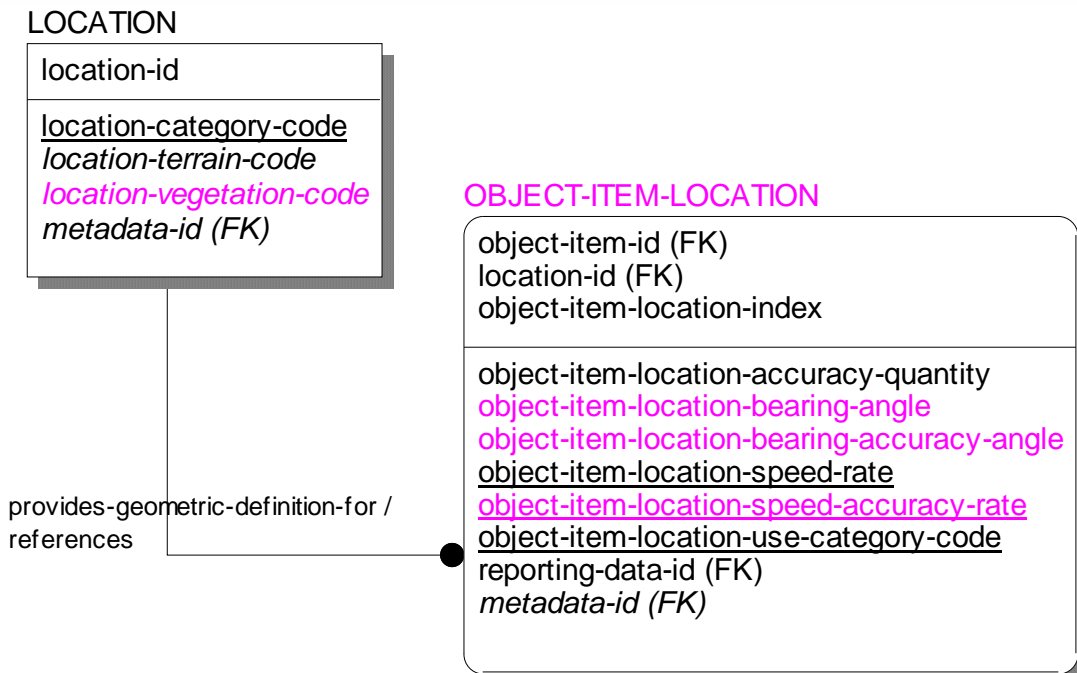 LOCATION
location-id
location-category-code
location-terrain-code
location-vegetation-code
metadata-id (FK)
OBJECT-ITEM-LOCATION
object-item-id (FK)
location-id (FK)
object-item-location-index
object-item-location-accuracy-quantity
object-item-location-bearing-angle
object-item-location-bearing-accuracy-angle
object-item-location-speed-rate
object-item-location-speed-accuracy-rate
object-item-location-use-category-code
reporting-data-id (FK)
metadata-id (FK)
provides-geometric-definition-for /
references